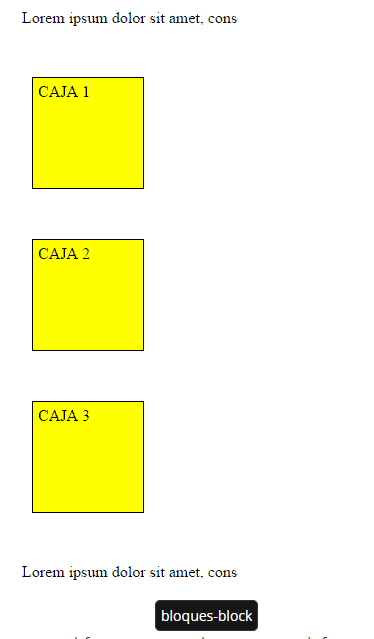 Lorem ipsum dolor sit amet, cons
CAJA 1
CAJA 2
CAJA 3
Lorem ipsum dolor sit amet, cons
bloques-block